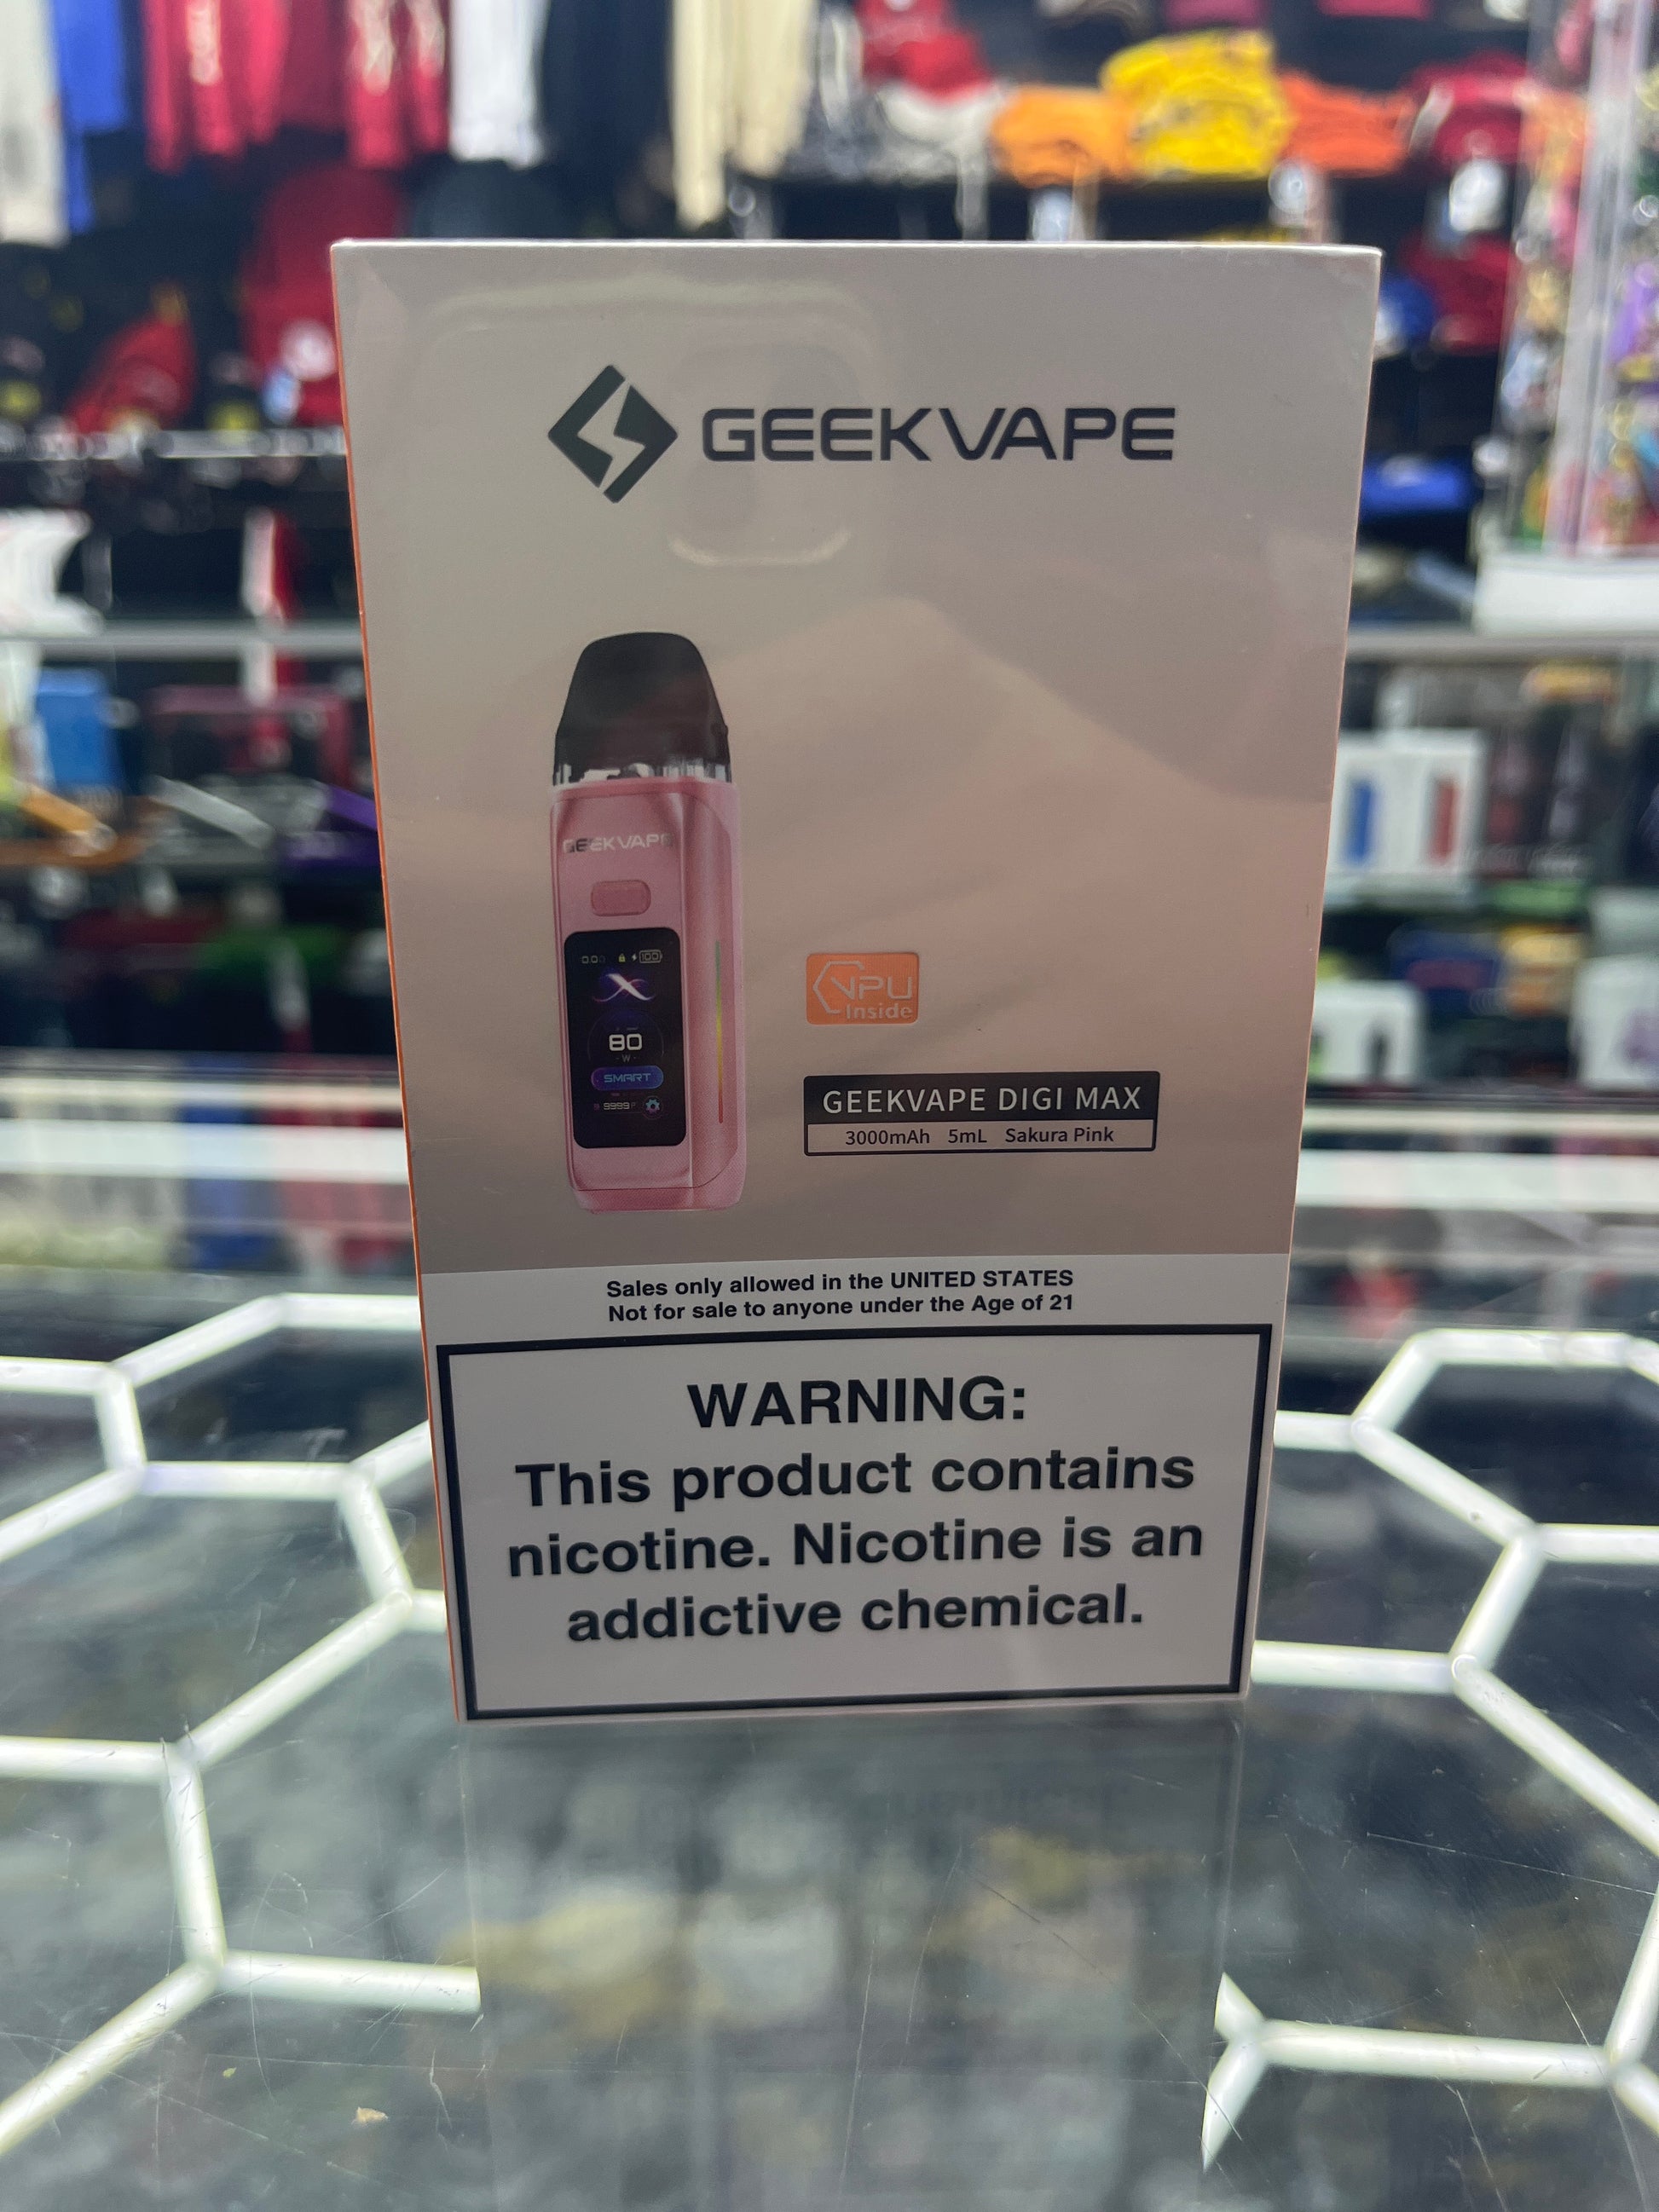 GEEKVAPE
GEEKVAPE
100
80
W
SMART
9999
VPU
Inside
GEEKVAPE DIGI MAX
3000mAh 5mL Sakura Pink
Sales only allowed in the UNITED STATES
Not for sale to anyone under the Age of 21
WARNING:
This product contains
nicotine. Nicotine is an
addictive chemical.